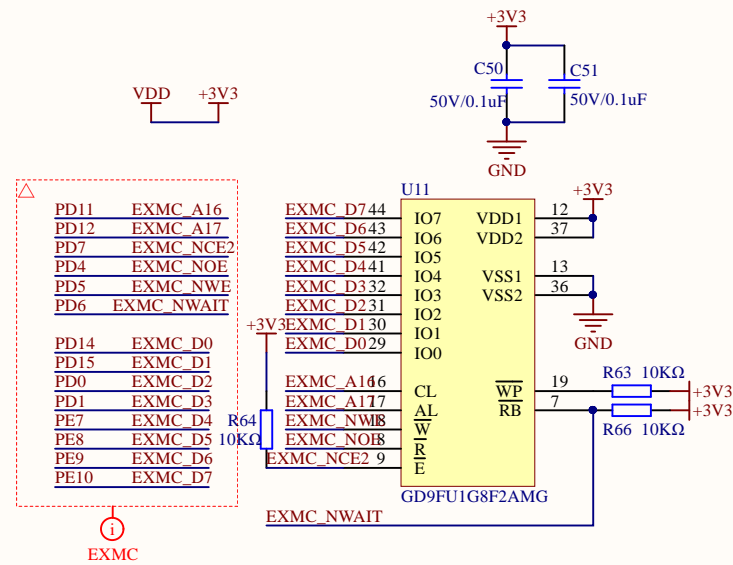 +3V3
C50
C51
50V/0.1uF
50V/0.1uF
GND
VDD
+3V3
PD11 EXMC_A16
PD12 EXMC_A17
PD7 EXMC_NCE2
PD4 EXMC_NOE
PD5 EXMC_NWE
PD6 EXMC_NWAIT
PD14 EXMC_D0
PD15 EXMC_D1
PD0 EXMC_D2
PD1 EXMC_D3
PE7 EXMC_D4
PE8 EXMC_D5
PE9 EXMC_D6
PE10 EXMC_D7
i
EXMC
U11
EXMC_D7 44 IO7 VDD1 12
EXMC_D6 43 IO6 VDD2 37
EXMC_D5 42 IO5
EXMC_D4 41 IO4 VSS1 13
EXMC_D3 32 IO3 VSS2 36
EXMC_D2 31 IO2
EXMC_D1 30 IO1
EXMC_D0 29 IO0
EXMC_A16 16 CL WP 19
EXMC_A17 17 AL RB 7
EXMC_NWE 18 W
EXMC_NOE 8 R
EXMC_NCE2 9 E
GD9FU1G8F2AMG
+3V3
R64
10KΩ
+3V3
GND
R63 10KΩ
+3V3
+3V3
R66 10KΩ
EXMC_NWAIT